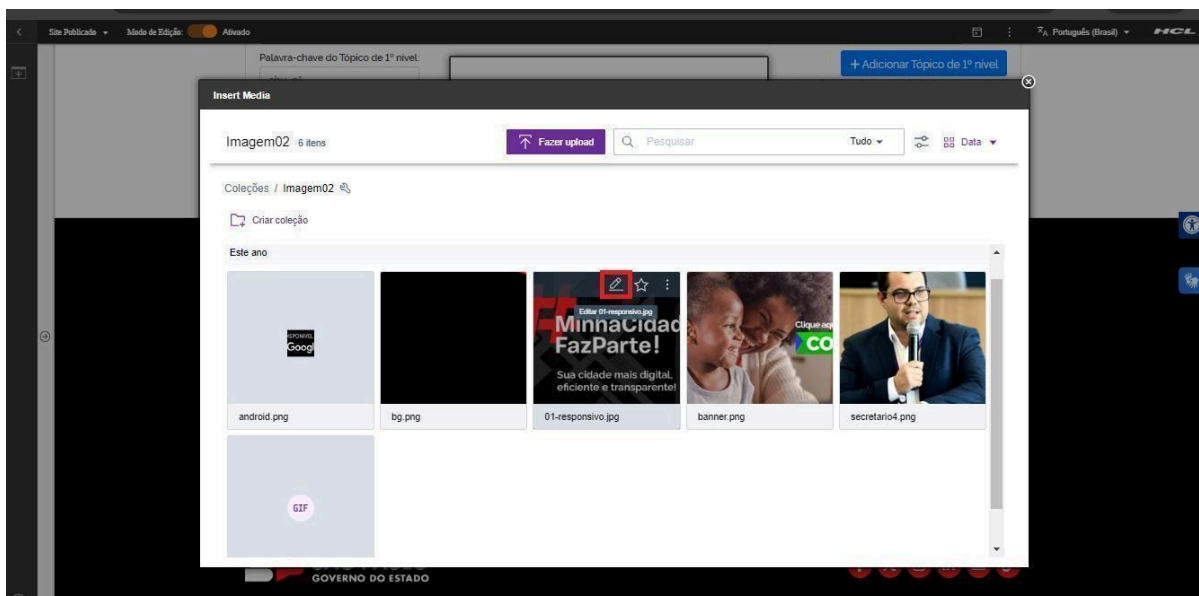 Site Publicado
Modo de Edição:
Ativado
Português (Brasil)
HCL
Palavra-chave do Tópico de 1º nível:
+ Adicionar Tópico de 1º nível
Insert Media
Imagem02 6 itens
Fazer upload
Pesquisar
Tudo
Data
Coleções / Imagem02
Criar coleção
Este ano
Editar 01-responsivo.jpg
MinhaCidad
FazParte!
Sua cidade mais digital,
eficiente e transparente!
Clique aq
CO
Googl
android.png
bg.png
01-responsivo.jpg
banner.png
secretario4.png
GIF
GOVERNO DO ESTADO